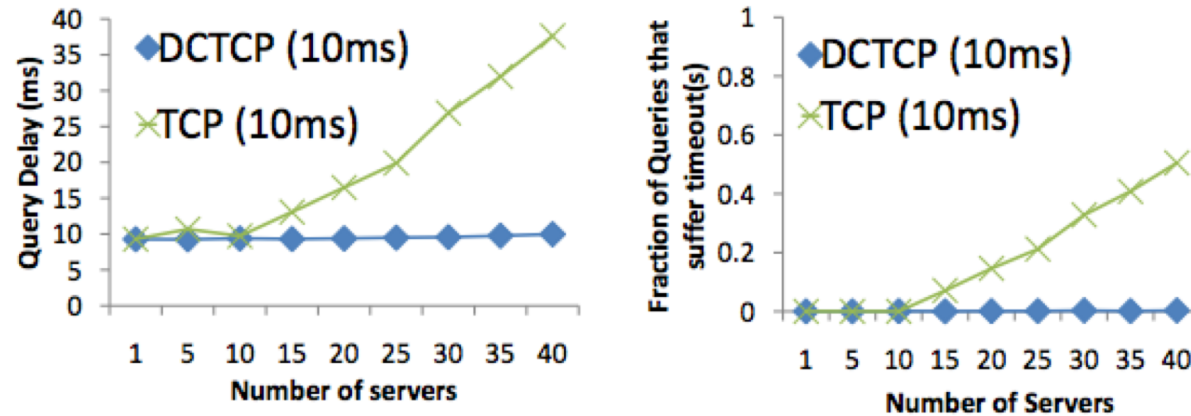 Query Delay (ms)
40
35
30
25
20
15
10
5
0
DCTCP (10ms)
TCP (10ms)
1 5 10 15 20 25 30 35 40
Number of servers
Fraction of Queries that
suffer timeout(s)
1
0.8
0.6
0.4
0.2
0
DCTCP (10ms)
TCP (10ms)
1 5 10 15 20 25 30 35 40
Number of Servers